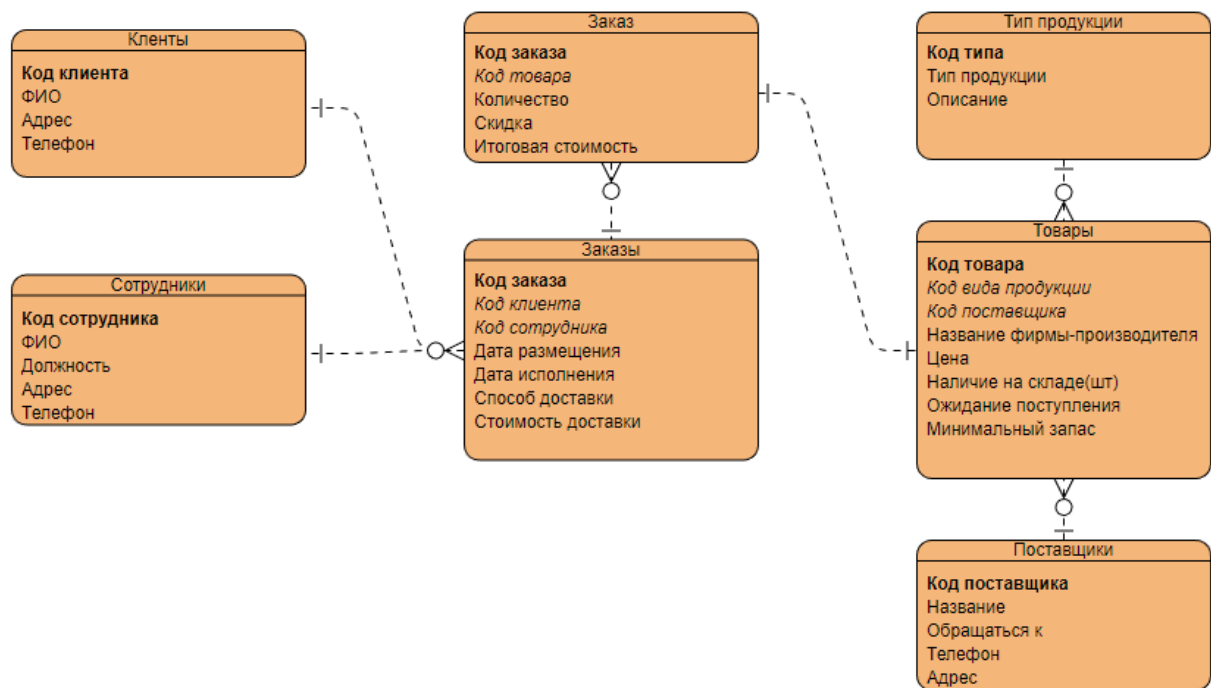 Кленты
Код клиента
ФИО
Адрес
Телефон
Сотрудники
Код сотрудника
ФИО
Должность
Адрес
Телефон
Заказ
Код заказа
Код товара
Количество
Скидка
Итоговая стоимость
Заказы
Код заказа
Код клиента
Код сотрудника
Дата размещения
Дата исполнения
Способ доставки
Стоимость доставки
Тип продукции
Код типа
Тип продукции
Описание
Товары
Код товара
Код вида продукции
Код поставщика
Название фирмы-производителя
Цена
Наличие на складе(шт)
Ожидание поступления
Минимальный запас
Поставщики
Код поставщика
Название
Обращаться к
Телефон
Адрес